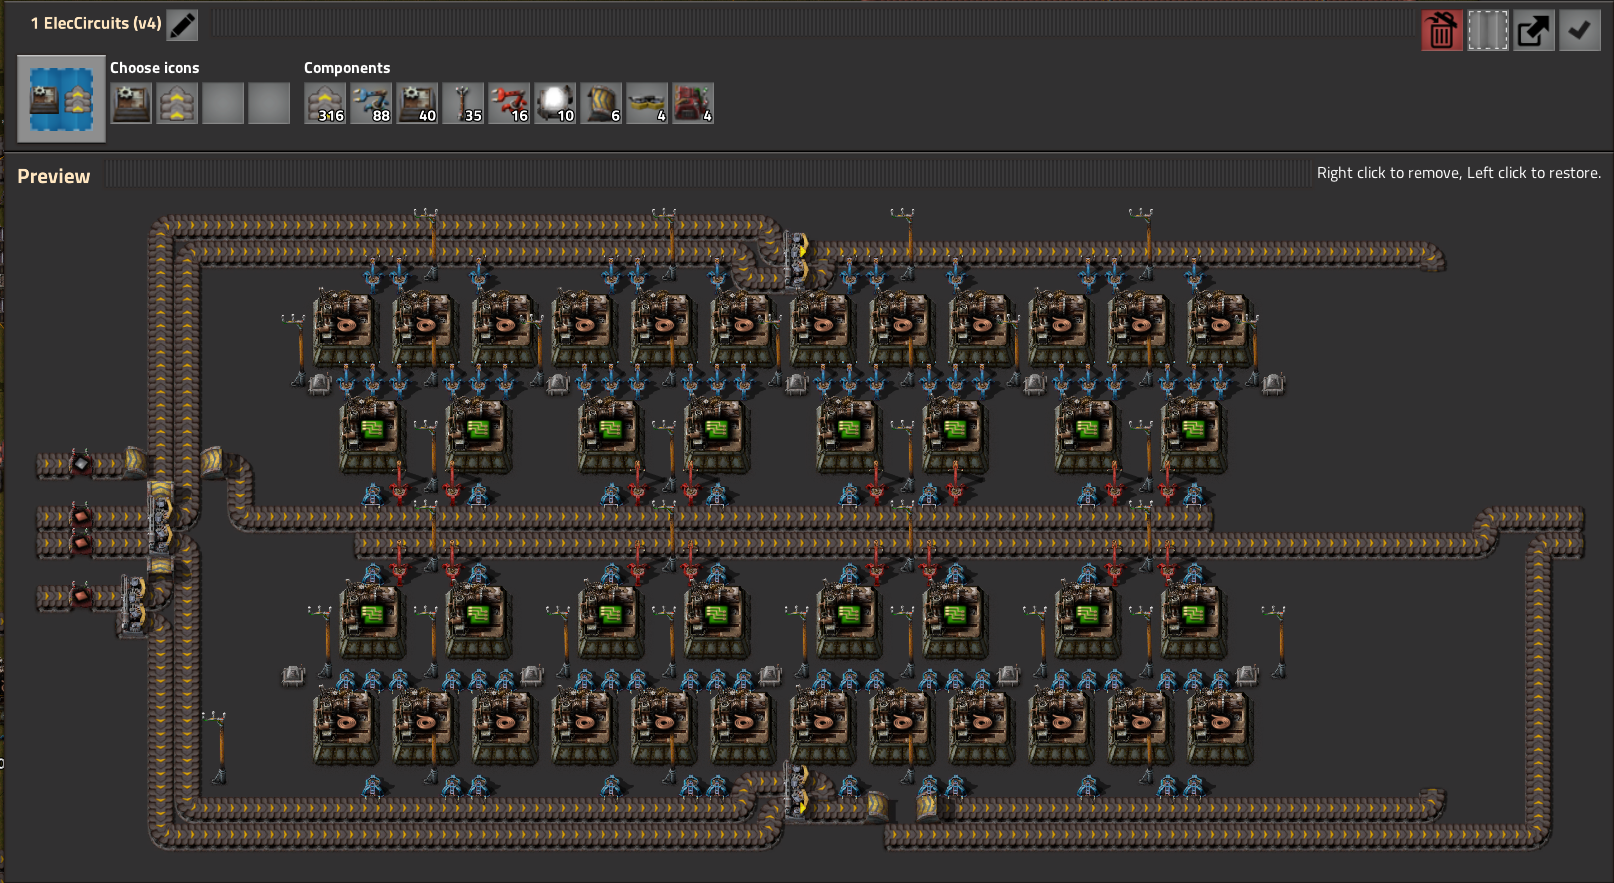 1 ElecCircuits (v4)
Choose icons
Components
316 88 40 35 16 10 6 4 4
Preview
Right click to remove, Left click to restore.